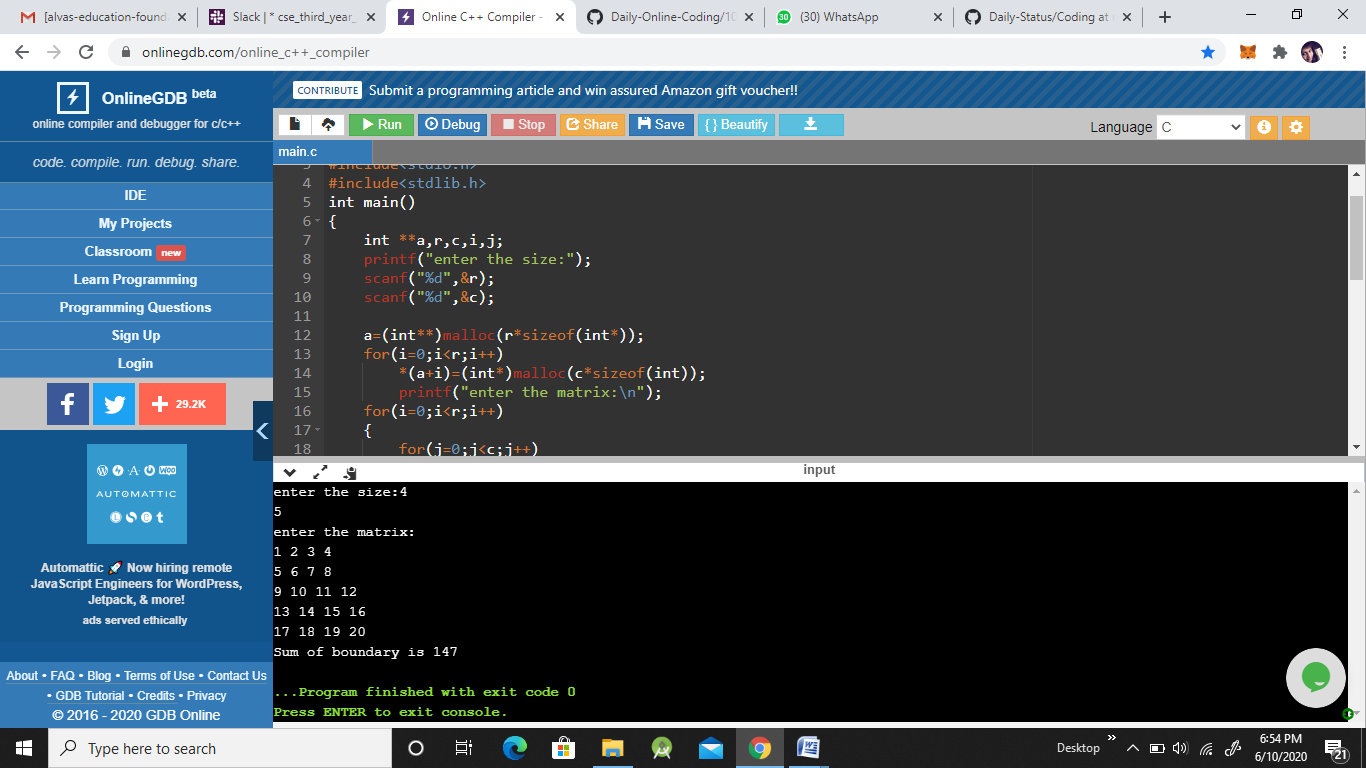 [alvas-education-found
Slack | * cse_third_year_
Online C++ Compiler -
Daily-Online-Coding/10
(30) WhatsApp
Daily-Status/Coding at
onlinegdb.com/online_c++_compiler
OnlineGDB beta
online compiler and debugger for c/c++
code. compile. run. debug. share.
IDE
My Projects
Classroom new
Learn Programming
Programming Questions
Sign Up
Login
29.2K
AUTOMATTIC
Automattic 🚀 Now hiring remote
JavaScript Engineers for WordPress,
Jetpack, & more!
ads served ethically
About • FAQ • Blog • Terms of Use • Contact Us
• GDB Tutorial • Credits • Privacy
© 2016 - 2020 GDB Online
CONTRIBUTE Submit a programming article and win assured Amazon gift voucher!!
Run Debug Stop Share Save { } Beautify
Language C
main.c
3 #include<stdio.h>
4 #include<stdlib.h>
5 int main()
6 {
7 int **a,r,c,i,j;
8 printf("enter the size:");
9 scanf("%d",&r);
10 scanf("%d",&c);
11
12 a=(int**)malloc(r*sizeof(int*));
13 for(i=0;i<r;i++)
14 *(a+i)=(int*)malloc(c*sizeof(int));
15 printf("enter the matrix:\n");
16 for(i=0;i<r;i++)
17 {
18 for(j=0;j<c;j++)
input
enter the size:4
5
enter the matrix:
1 2 3 4
5 6 7 8
9 10 11 12
13 14 15 16
17 18 19 20
Sum of boundary is 147
...Program finished with exit code 0
Press ENTER to exit console.
Type here to search
Desktop
6:54 PM
6/10/2020
21